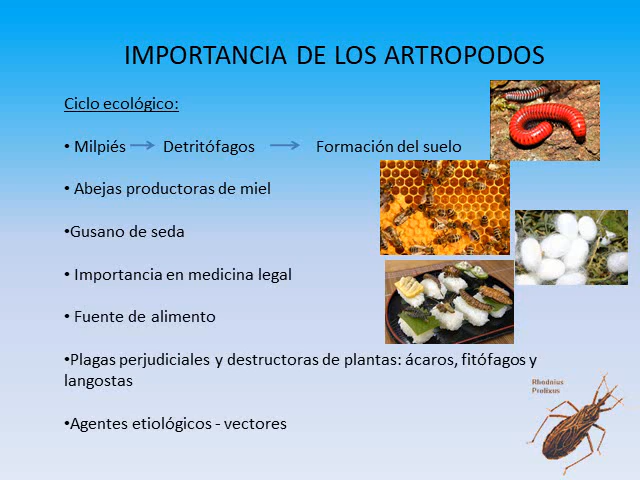 IMPORTANCIA DE LOS ARTROPODOS
Ciclo ecológico:
• Milpiés → Detritófagos → Formación del suelo
• Abejas productoras de miel
•Gusano de seda
• Importancia en medicina legal
• Fuente de alimento
•Plagas perjudiciales y destructoras de plantas: ácaros, fitófagos y
langostas
Rhodnius
Prolixus
•Agentes etiológicos - vectores